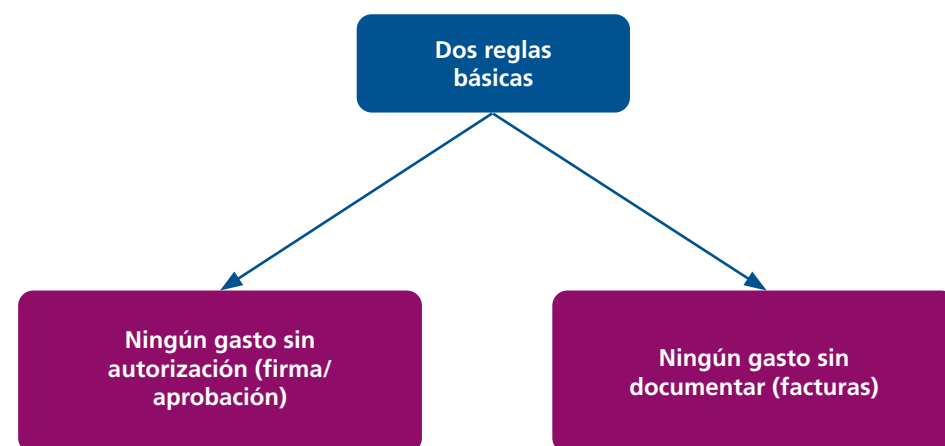 Dos reglas
básicas
Ningún gasto sin
autorización (firma/
aprobación)
Ningún gasto sin
documentar (facturas)